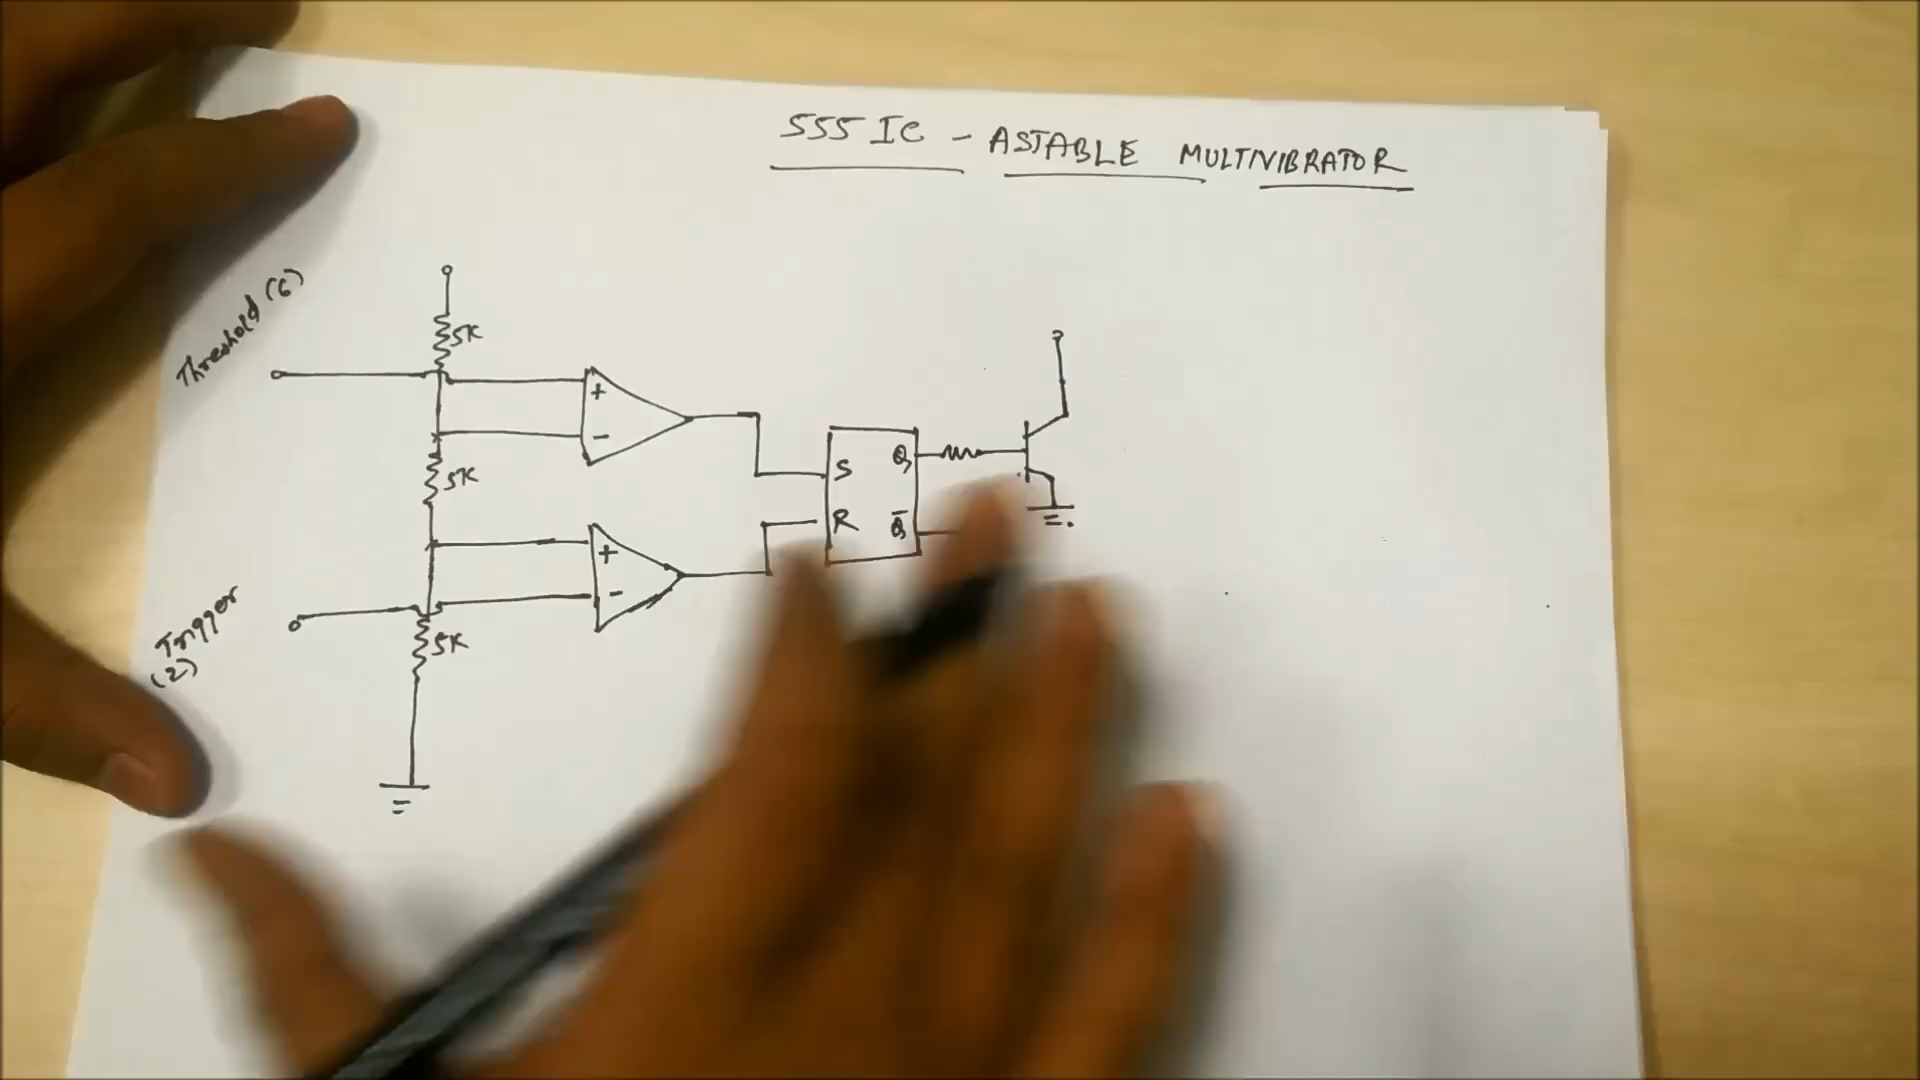 555 IC - ASTABLE MULTIVIBRATOR
Threshold (6)
5K
+
-
5K
S
Q
R
Q̅
+
-
Trigger
(2)
5K